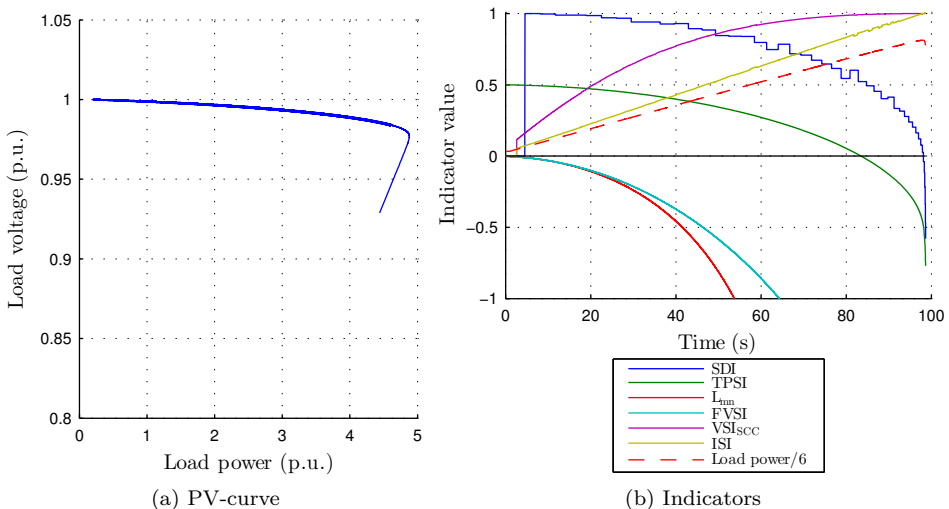 1.05
1
0.95
0.9
0.85
0.8
0
1
2
3
4
5
Load voltage (p.u.)
Load power (p.u.)
(a) PV-curve
1
0.5
0
−0.5
−1
0
20
40
60
80
100
Indicator value
Time (s)
SDI
TPSI
Lmn
FVSI
VSISCC
ISI
Load power/6
(b) Indicators